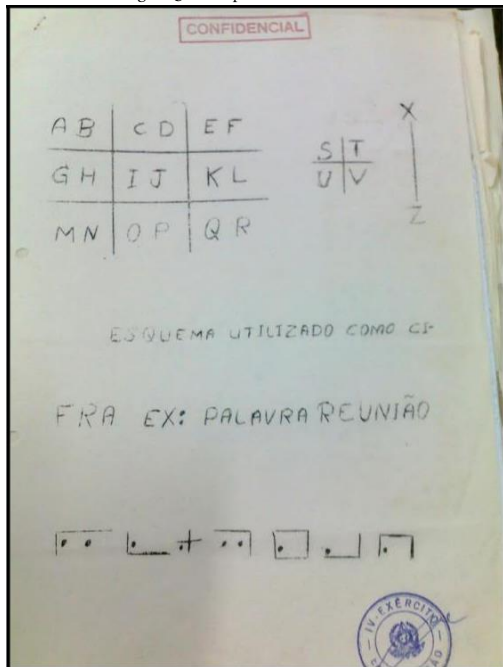 CONFIDENCIAL
AB CD EF
GH IJ KL
MN OP QR
S T
U V
X
Z
ESQUEMA UTILIZADO COMO CI-
FRA EX: PALAVRA REUNIÃO
IV-EXÉRCITO